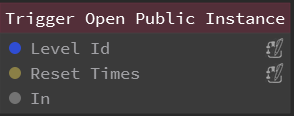 Trigger Open Public Instance
Level Id
Reset Times
In